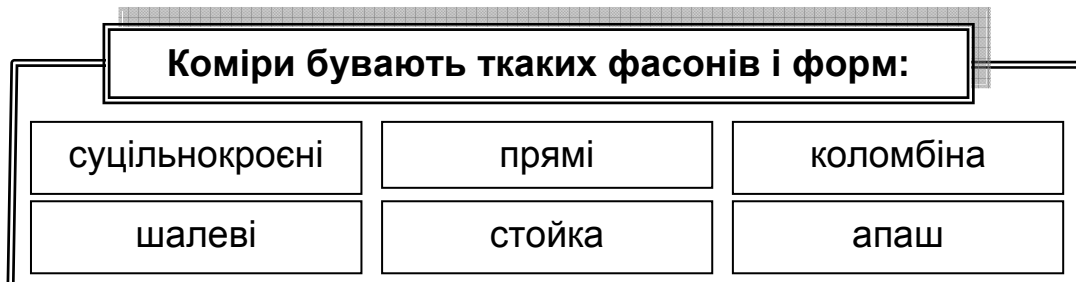 Коміри бувають ткаких фасонів і форм:
суцільнокроєні прямі коломбіна
шалеві стойка апаш